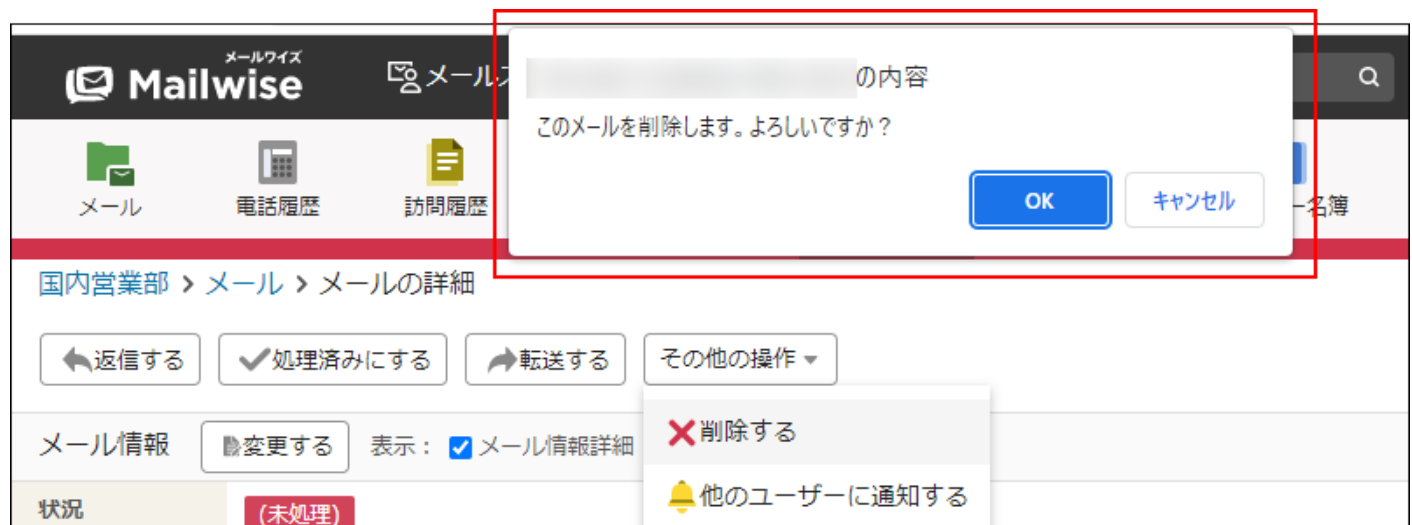 メールワイズ
Mailwise
メールス
の内容
このメールを削除します。よろしいですか？
OK
キャンセル
メール
電話履歴
訪問履歴
ー名簿
国内営業部 > メール > メールの詳細
返信する
処理済みにする
転送する
その他の操作
メール情報
変更する
表示：
メール情報詳細
削除する
他のユーザーに通知する
状況
(未処理)